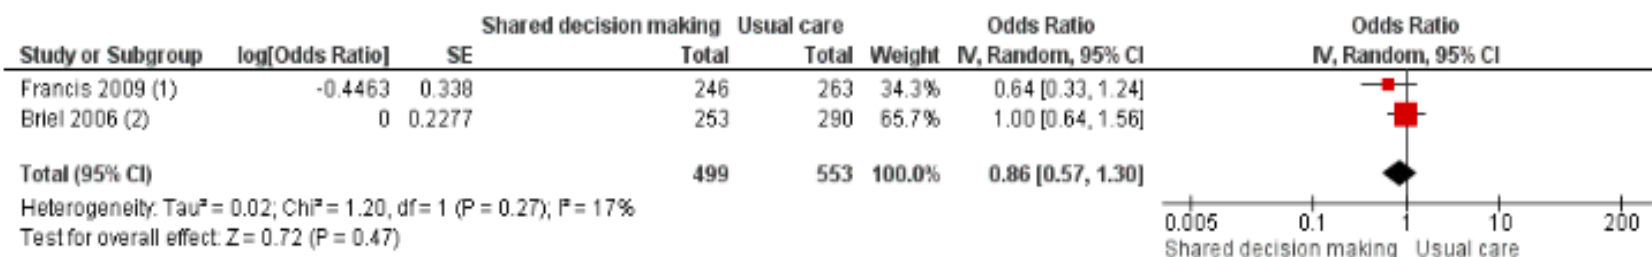 Shared decision making Usual care Odds Ratio Odds Ratio
Study or Subgroup log[Odds Ratio] SE Total Total Weight IV, Random, 95% CI IV, Random, 95% CI
Francis 2009 (1) -0.4463 0.338 246 263 34.3% 0.64 [0.33, 1.24]
Briel 2006 (2) 0 0.2277 253 290 65.7% 1.00 [0.64, 1.56]
Total (95% CI) 499 553 100.0% 0.86 [0.57, 1.30]
Heterogeneity: Tau² = 0.02; Chi² = 1.20, df = 1 (P = 0.27); I² = 17%
Test for overall effect: Z = 0.72 (P = 0.47)
0.005 0.1 1 10 200
Shared decision making Usual care